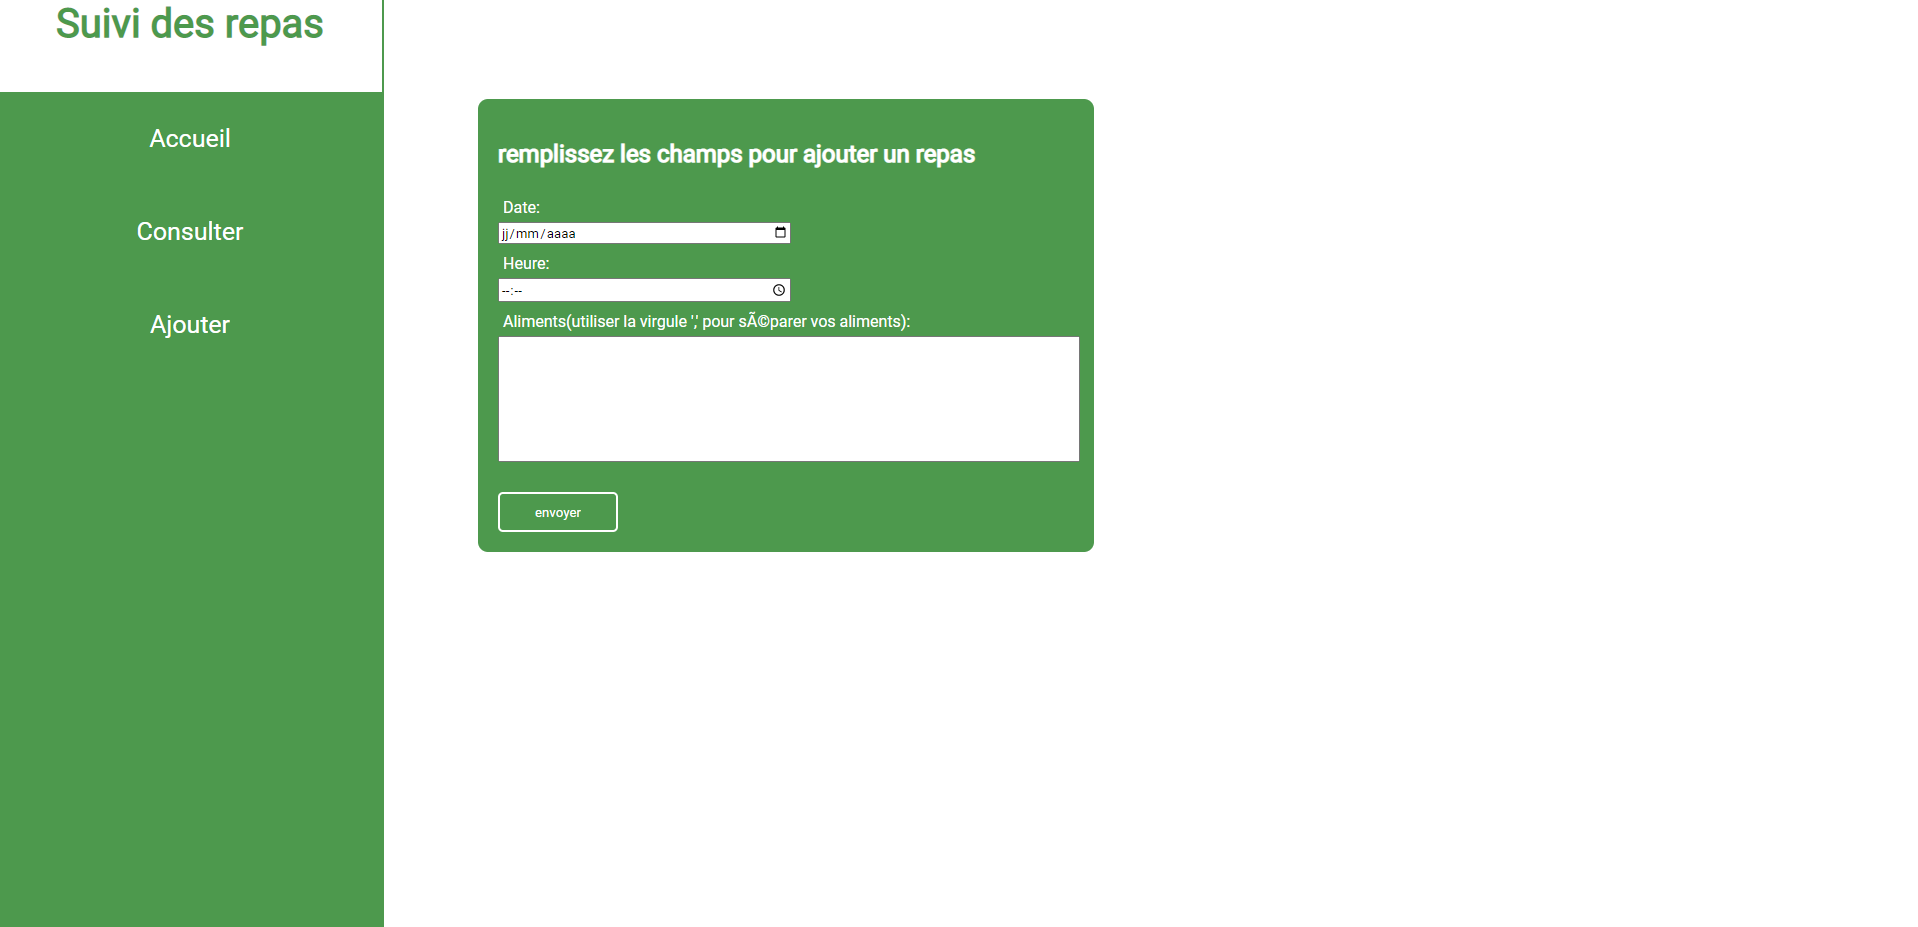 Suivi des repas
Accueil
Consulter
Ajouter
remplissez les champs pour ajouter un repas
Date:
jj/mm/aaaa
Heure:
--:--
Aliments(utiliser la virgule ',' pour sÃ©parer vos aliments):
envoyer